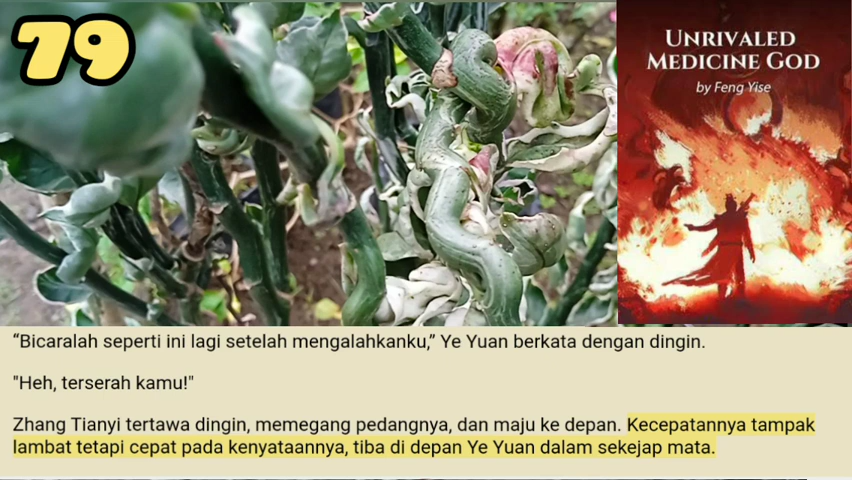 79
UNRIVALED
MEDICINE GOD
by Feng Yise
“Bicaralah seperti ini lagi setelah mengalahkanku,” Ye Yuan berkata dengan dingin.
"Heh, terserah kamu!"
Zhang Tianyi tertawa dingin, memegang pedangnya, dan maju ke depan. Kecepatannya tampak
lambat tetapi cepat pada kenyataannya, tiba di depan Ye Yuan dalam sekejap mata.